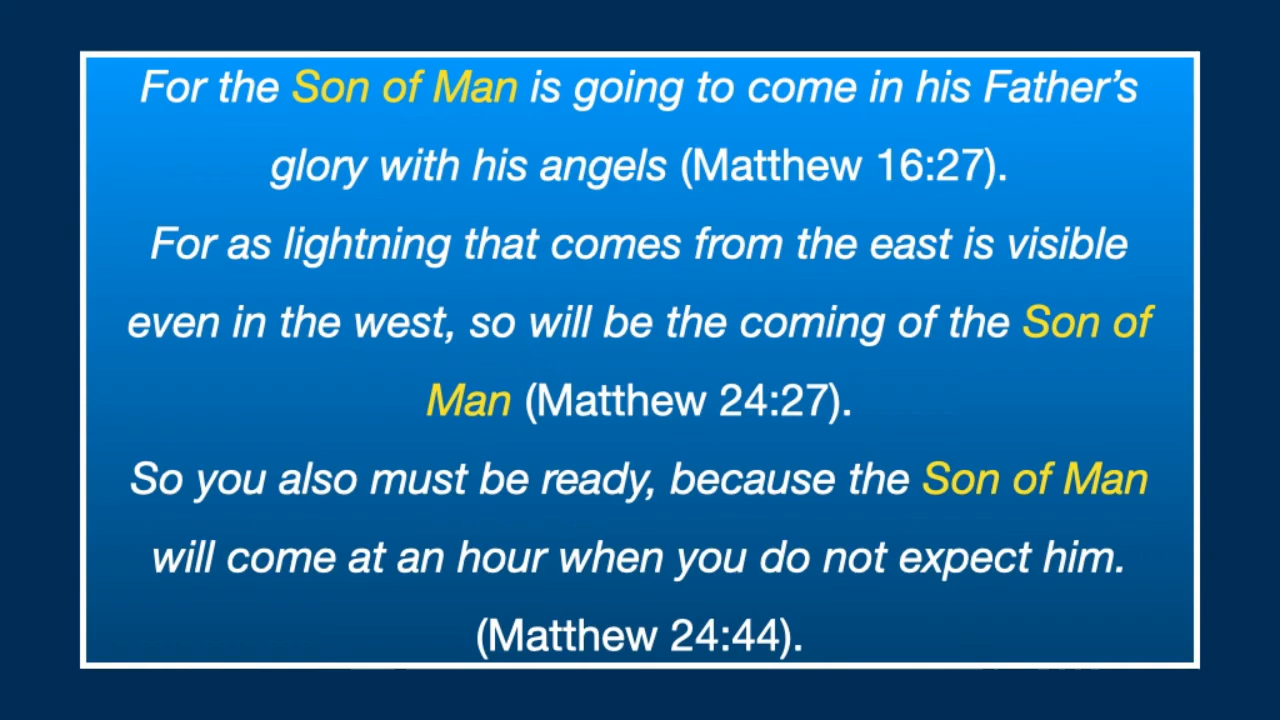 For the Son of Man is going to come in his Father’s
glory with his angels (Matthew 16:27).
For as lightning that comes from the east is visible
even in the west, so will be the coming of the Son of
Man (Matthew 24:27).
So you also must be ready, because the Son of Man
will come at an hour when you do not expect him.
(Matthew 24:44).